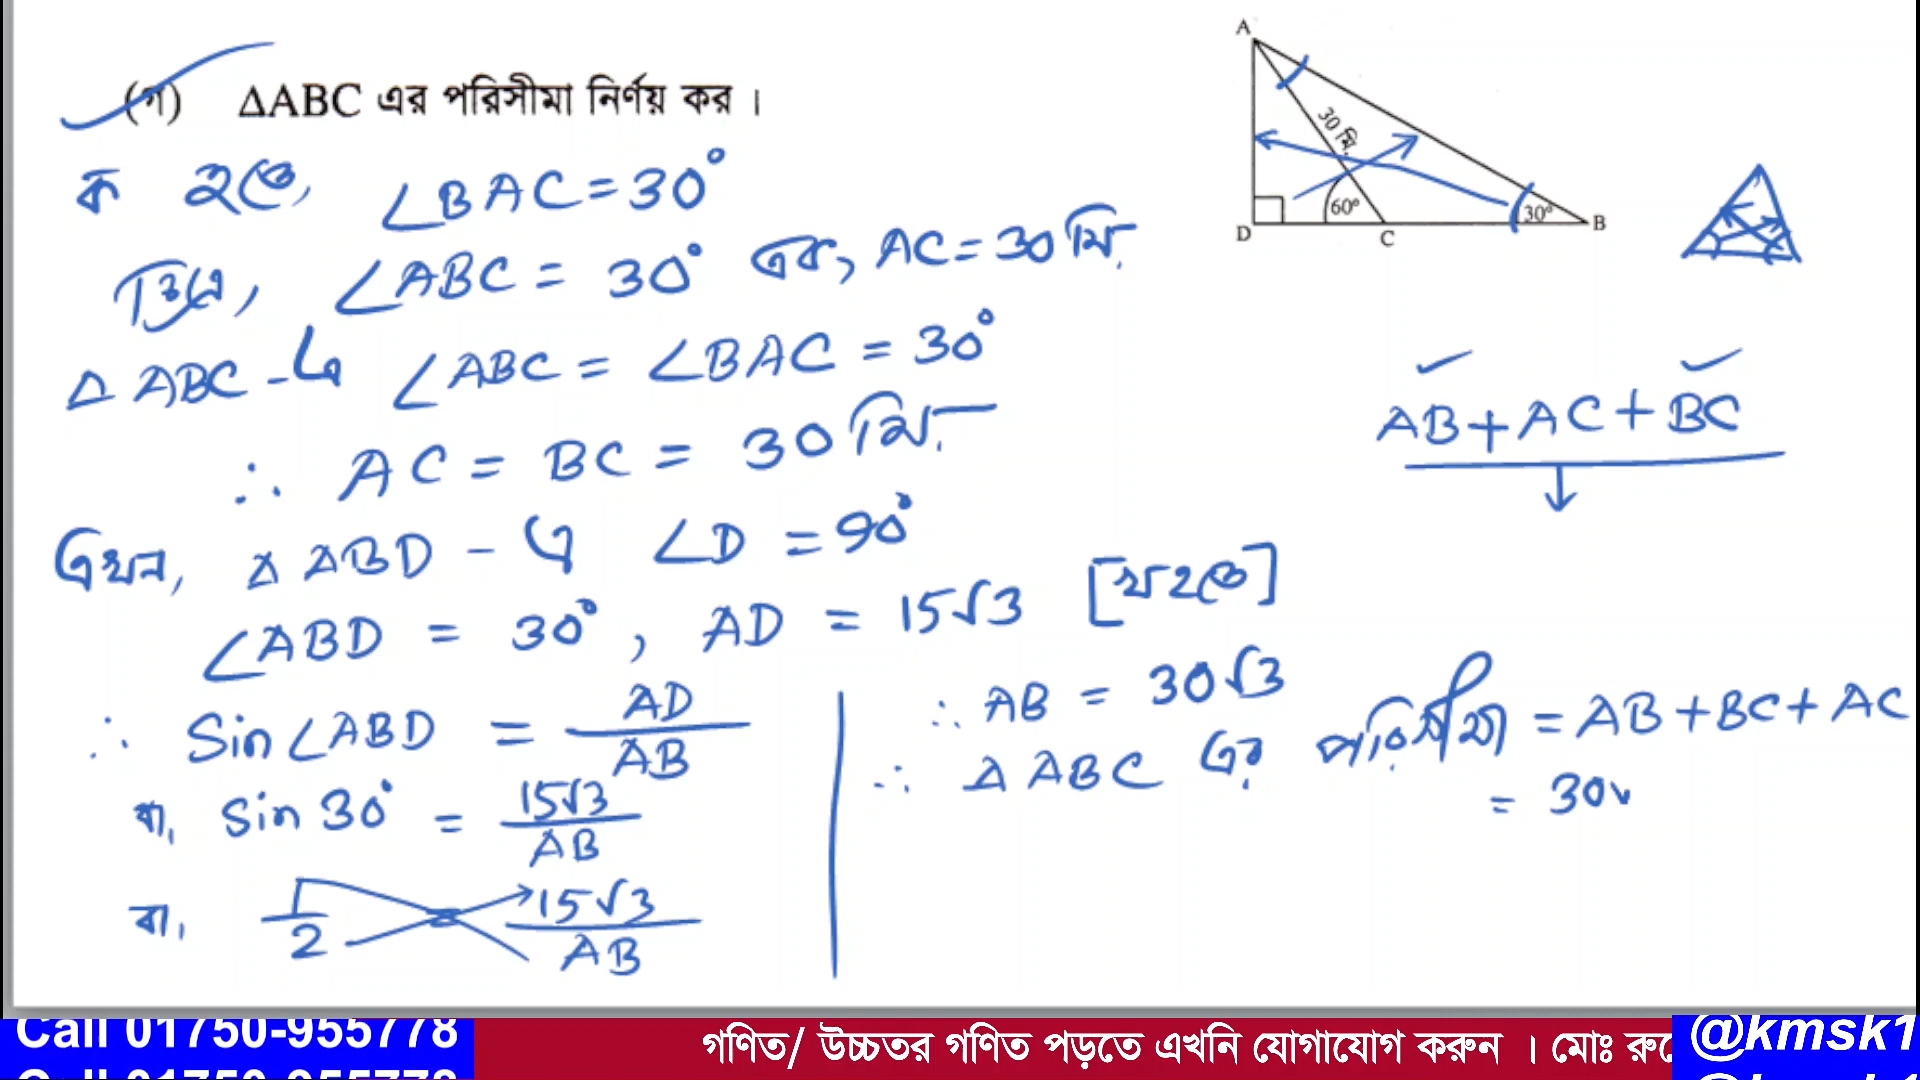 (গ) ΔABC এর পরিসীমা নির্ণয় কর ।
ক হতে, ∠BAC = 30°
∠ABC = 30° এবং, AC = 30 মি.
Δ ABC - এ ∠ABC = ∠BAC = 30°
∴ AC = BC = 30 মি.
এখন, Δ ABD - এ ∠D = 90°
∠ABD = 30°, AD = 15√3 [খ হতে]
∴ Sin∠ABD = AD/AB
বা, Sin 30° = 15√3/AB
বা, 1/2 = 15√3/AB
∴ AB = 30√3
∴ Δ ABC এর পরিসীমা = AB + BC + AC
= 30
A
30 মি.
60°
30°
D
C
B
AB + AC + BC
Call 01750-955778
গণিত/ উচ্চতর গণিত পড়তে এখনি যোগাযোগ করুন । মোঃ
@kmsk1